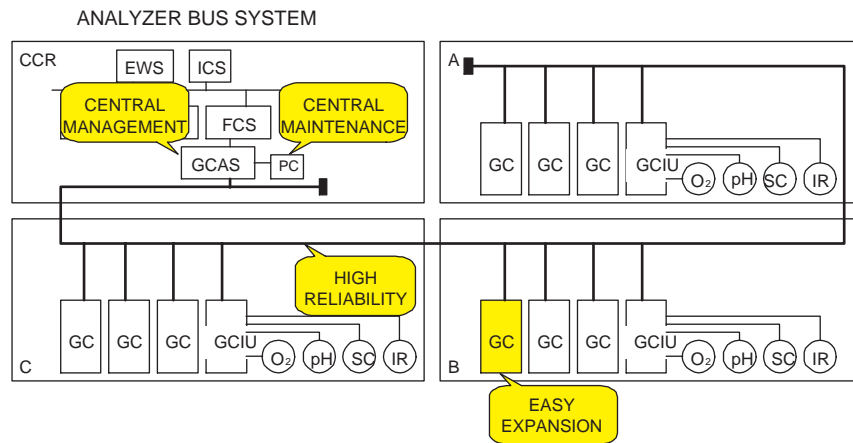 ANALYZER BUS SYSTEM
CCR
EWS
ICS
CENTRAL
MANAGEMENT
CENTRAL
MAINTENANCE
FCS
GCAS
PC
A
GC
GC
GC
GCIU
O₂
pH
SC
IR
HIGH
RELIABILITY
C
GC
GC
GC
GCIU
O₂
pH
SC
IR
B
GC
GC
GC
GCIU
O₂
pH
SC
IR
EASY
EXPANSION